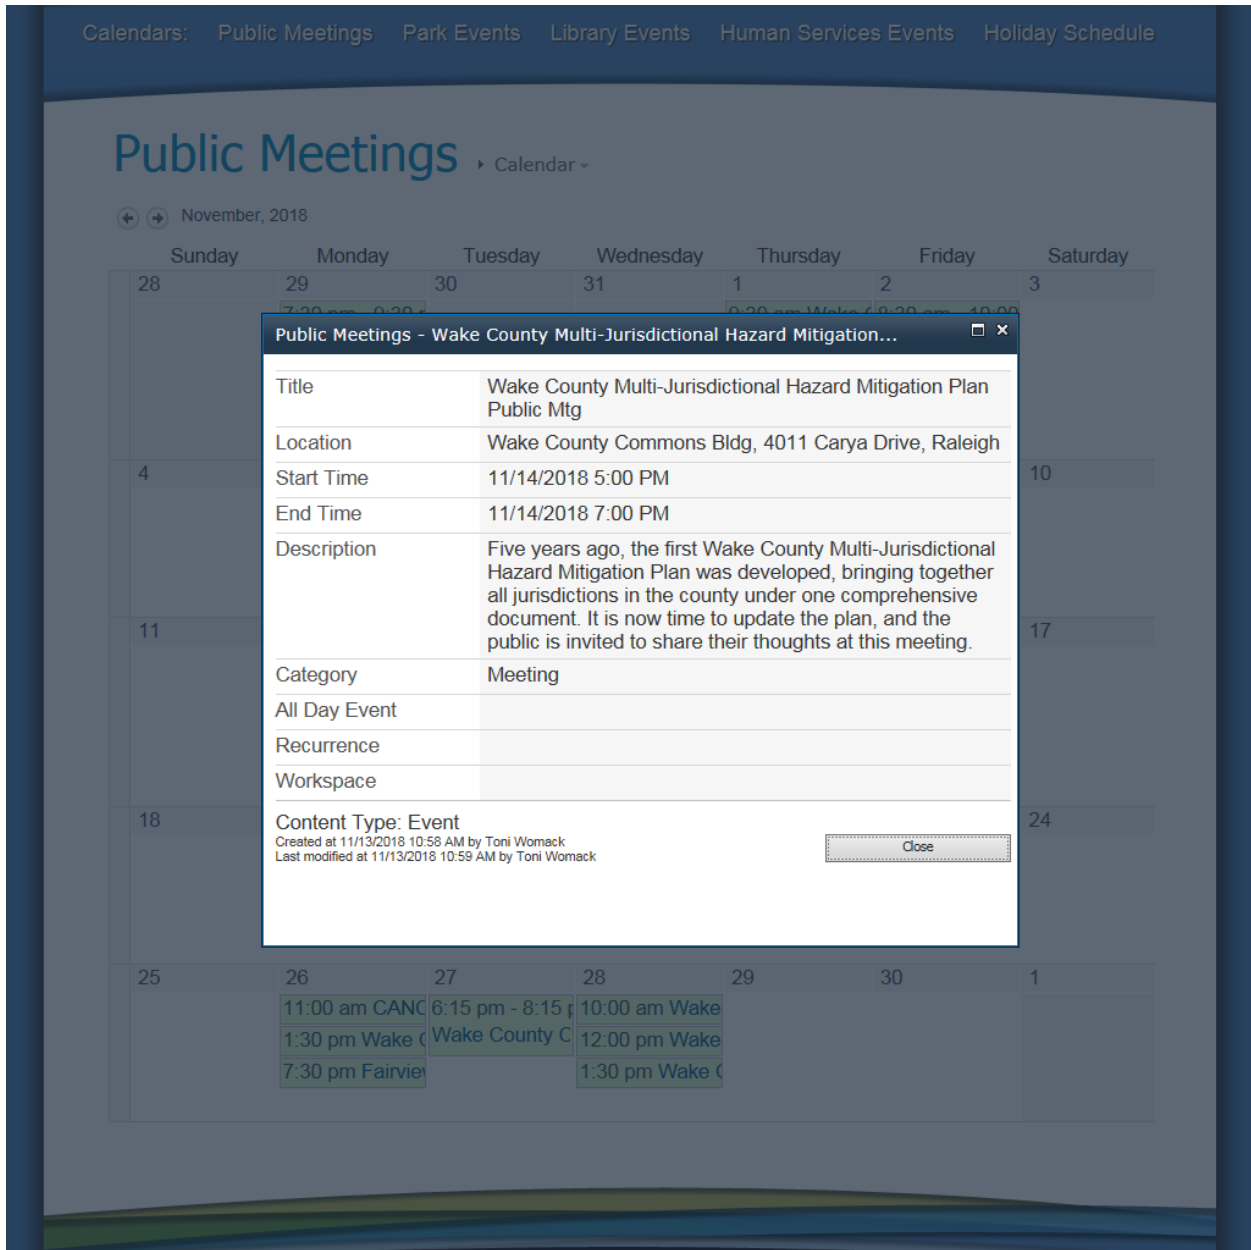 Calendars: Public Meetings Park Events Library Events Human Services Events Holiday Schedule
Public Meetings Calendar
November, 2018
Sunday Monday Tuesday Wednesday Thursday Friday Saturday
28 29 30 31 1 2 3
Public Meetings - Wake County Multi-Jurisdictional Hazard Mitigation...
Title Wake County Multi-Jurisdictional Hazard Mitigation Plan
Public Mtg
Location Wake County Commons Bldg, 4011 Carya Drive, Raleigh
4 Start Time 11/14/2018 5:00 PM 10
End Time 11/14/2018 7:00 PM
Description Five years ago, the first Wake County Multi-Jurisdictional
Hazard Mitigation Plan was developed, bringing together
all jurisdictions in the county under one comprehensive
document. It is now time to update the plan, and the
11 public is invited to share their thoughts at this meeting. 17
Category Meeting
All Day Event
Recurrence
Workspace
18 Content Type: Event 24
Created at 11/13/2018 10:58 AM by Toni Womack
Last modified at 11/13/2018 10:59 AM by Toni Womack
Close
25 26 27 28 29 30 1
11:00 am CANC 6:15 pm - 8:15 10:00 am Wake
1:30 pm Wake Wake County C 12:00 pm Wake
7:30 pm Fairview 1:30 pm Wake